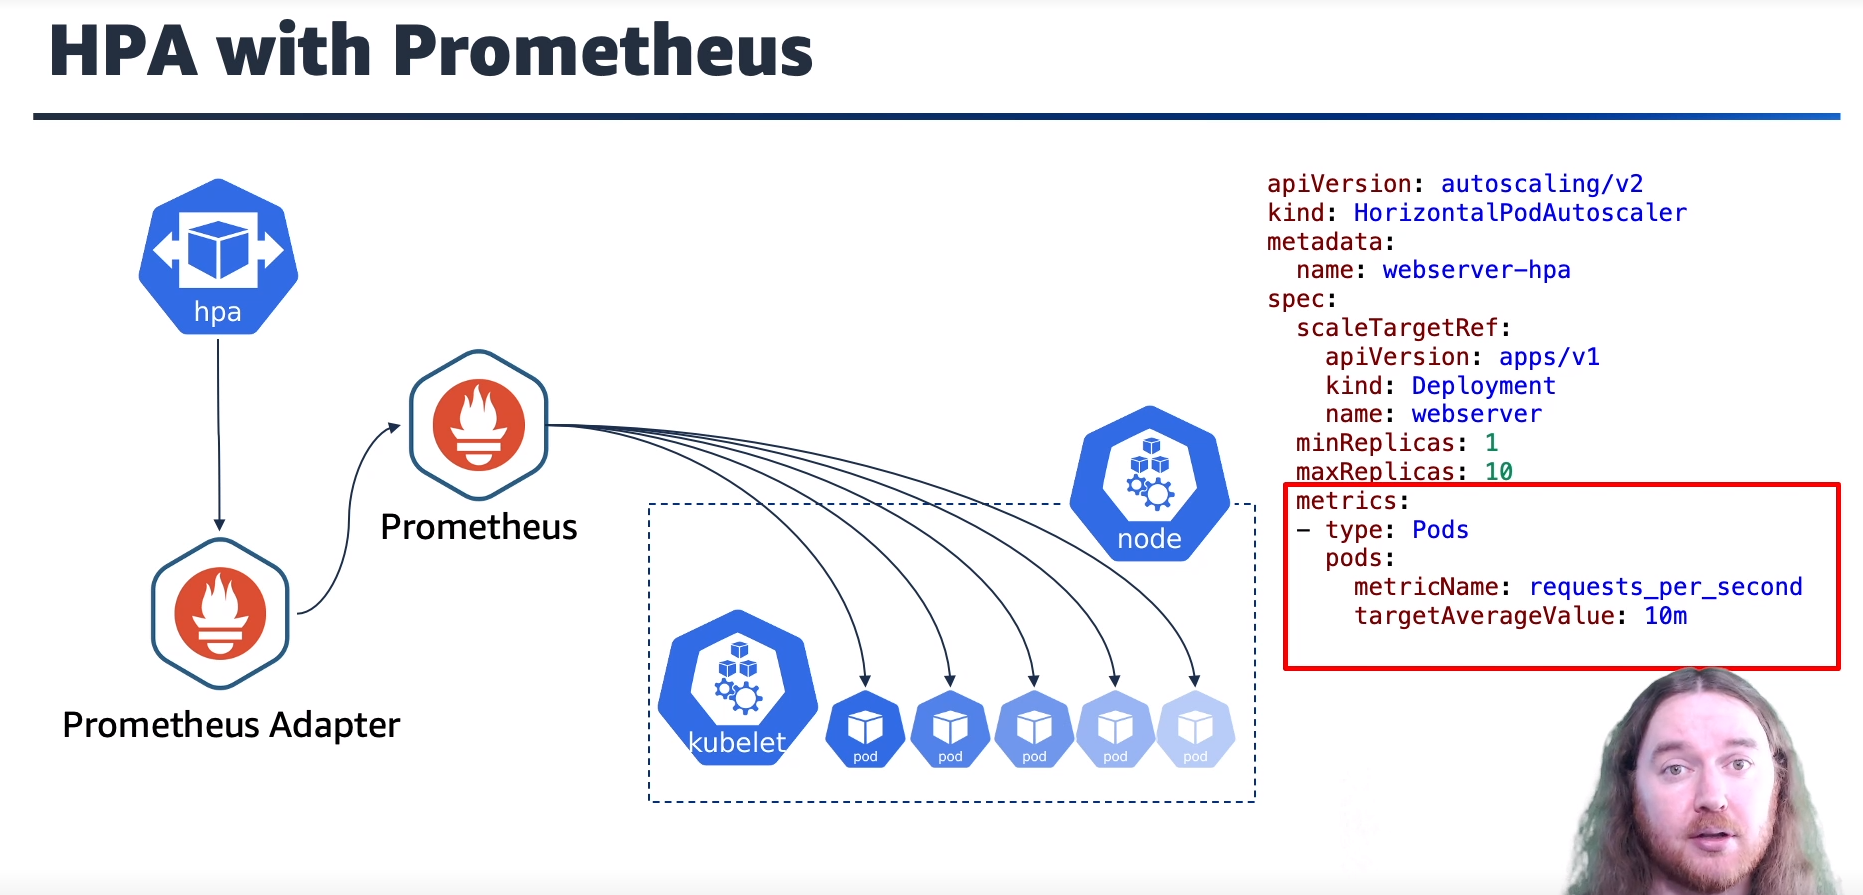 HPA with Prometheus
hpa
Prometheus
Prometheus Adapter
node
kubelet
pod
pod
pod
pod
pod
apiVersion: autoscaling/v2
kind: HorizontalPodAutoscaler
metadata:
  name: webserver-hpa
spec:
  scaleTargetRef:
    apiVersion: apps/v1
    kind: Deployment
    name: webserver
  minReplicas: 1
  maxReplicas: 10
  metrics:
  - type: Pods
    pods:
      metricName: requests_per_second
      targetAverageValue: 10m